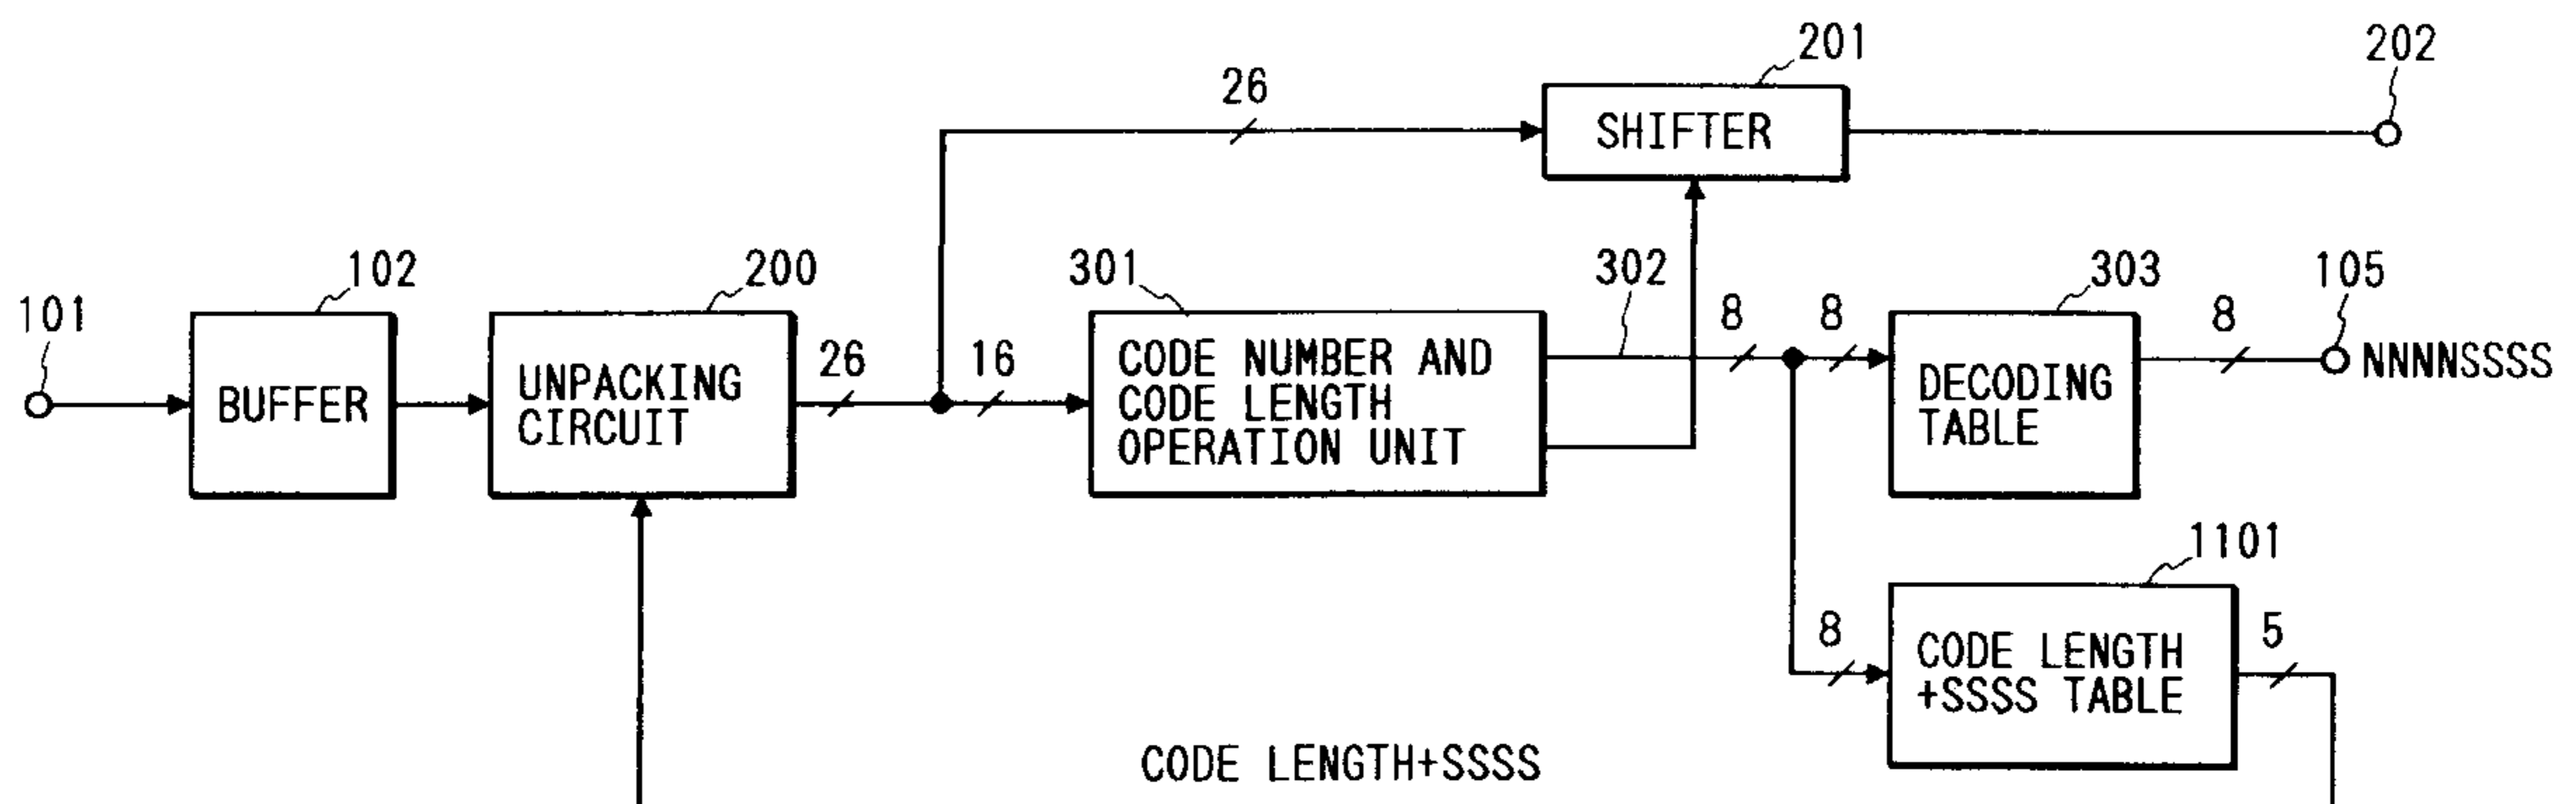 201
202
26
SHIFTER
101
102
200
301
302
303
105
BUFFER
UNPACKING
CIRCUIT
26
16
CODE NUMBER AND
CODE LENGTH
OPERATION UNIT
8
8
DECODING
TABLE
8
NNNNSSSS
1101
8
CODE LENGTH
+SSSS TABLE
5
CODE LENGTH+SSSS